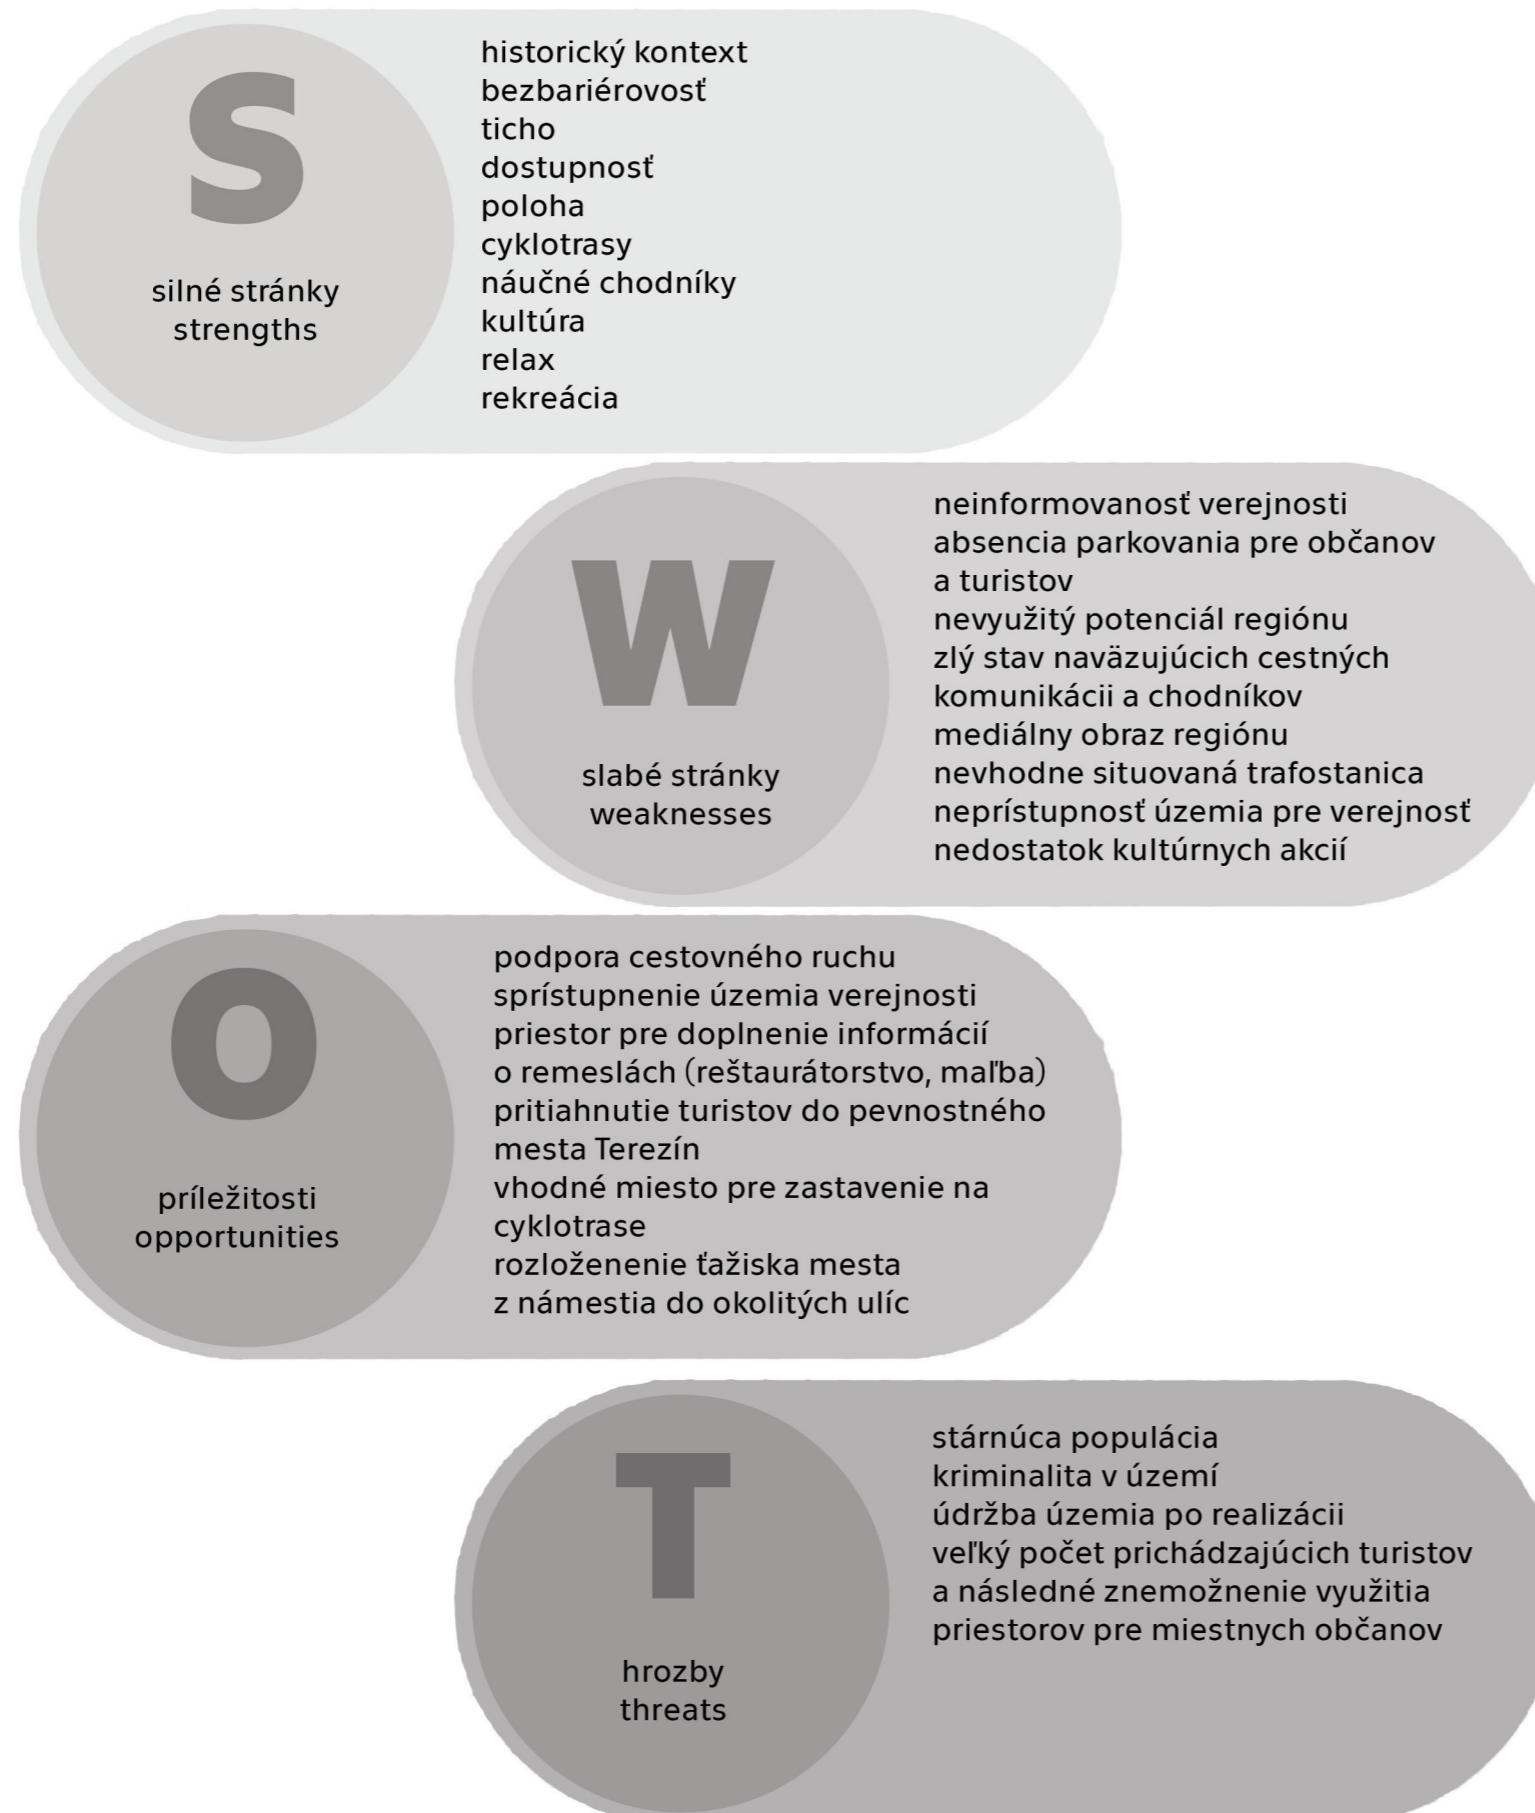 S
silné stránky
strengths
historický kontext
bezbariérovosť
ticho
dostupnosť
poloha
cyklotrasy
náučné chodníky
kultúra
relax
rekreácia
W
slabé stránky
weaknesses
neinformovanosť verejnosti
absencia parkovania pre občanov
a turistov
nevyužitý potenciál regiónu
zlý stav naväzujúcich cestných
komunikácii a chodníkov
mediálny obraz regiónu
nevhodne situovaná trafostanica
neprístupnosť územia pre verejnosť
nedostatok kultúrnych akcií
O
príležitosti
opportunities
podpora cestovného ruchu
sprístupnenie územia verejnosti
priestor pre doplnenie informácií
o remeslách (reštaurátorstvo, maľba)
pritiahnutie turistov do pevnostného
mesta Terezín
vhodné miesto pre zastavenie na
cyklotrase
rozloženenie ťažiska mesta
z námestia do okolitých ulíc
T
hrozby
threats
stárnúca populácia
kriminalita v území
údržba územia po realizácii
veľký počet prichádzajúcich turistov
a následné znemožnenie využitia
priestorov pre miestnych občanov